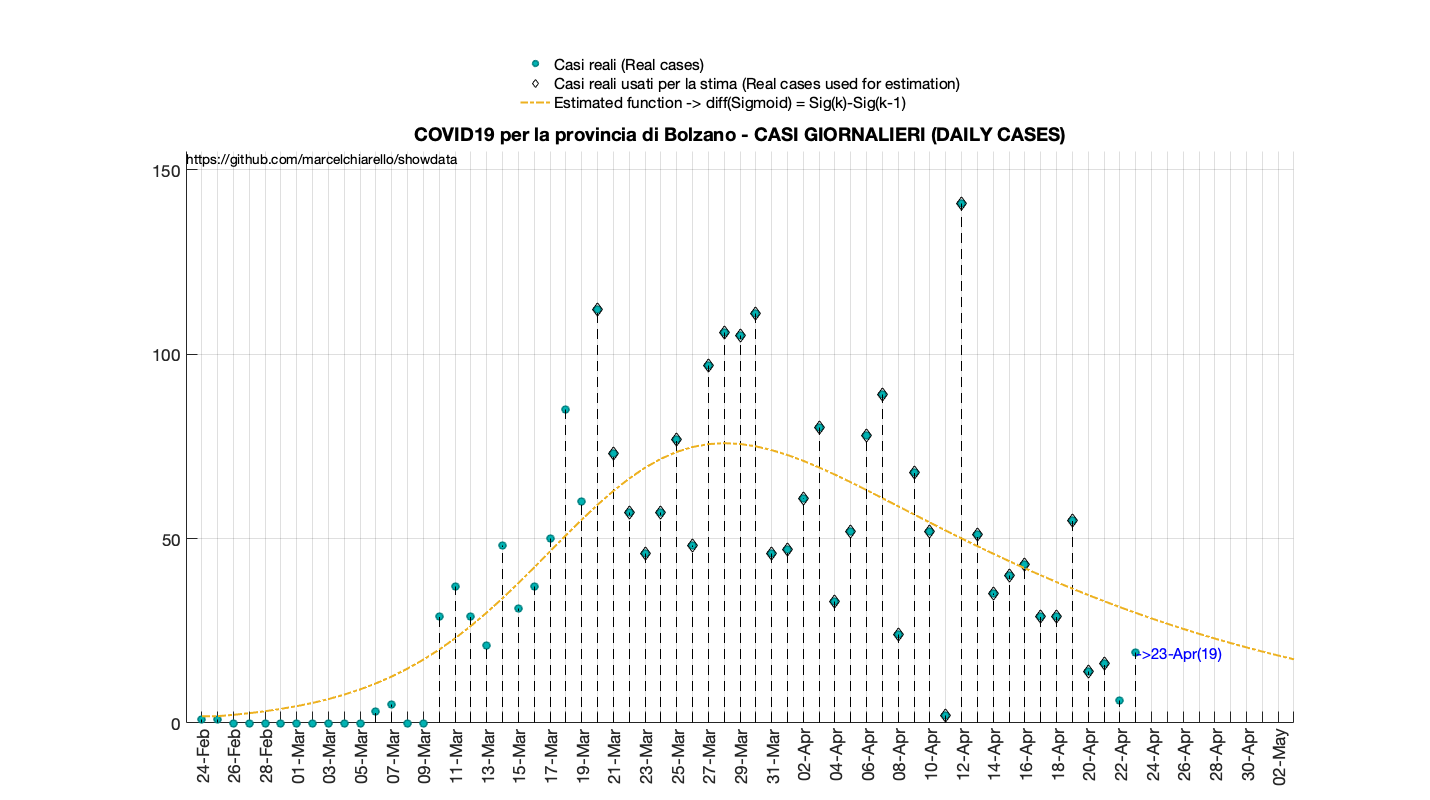 Casi reali (Real cases)
Casi reali usati per la stima (Real cases used for estimation)
Estimated function -> diff(Sigmoid) = Sig(k)-Sig(k-1)
COVID19 per la provincia di Bolzano - CASI GIORNALIERI (DAILY CASES)
https://github.com/marcelchiarello/showdata
150
100
50
0
->23-Apr(19)
24-Feb
26-Feb
28-Feb
01-Mar
03-Mar
05-Mar
07-Mar
09-Mar
11-Mar
13-Mar
15-Mar
17-Mar
19-Mar
21-Mar
23-Mar
25-Mar
27-Mar
29-Mar
31-Mar
02-Apr
04-Apr
06-Apr
08-Apr
10-Apr
12-Apr
14-Apr
16-Apr
18-Apr
20-Apr
22-Apr
24-Apr
26-Apr
28-Apr
30-Apr
02-May